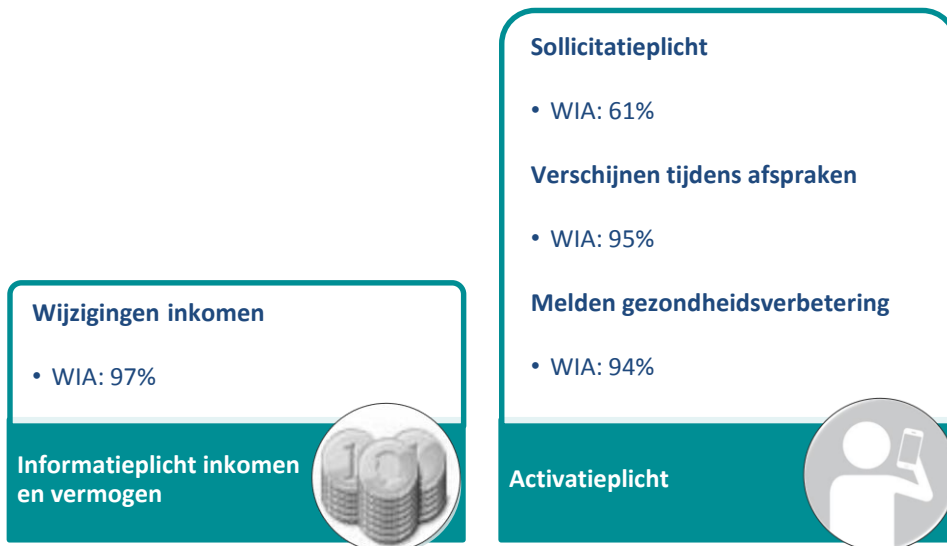 Wijzigingen inkomen
• WIA: 97%
Informatieplicht inkomen
en vermogen
Sollicitatieplicht
• WIA: 61%
Verschijnen tijdens afspraken
• WIA: 95%
Melden gezondheidsverbetering
• WIA: 94%
Activatieplicht